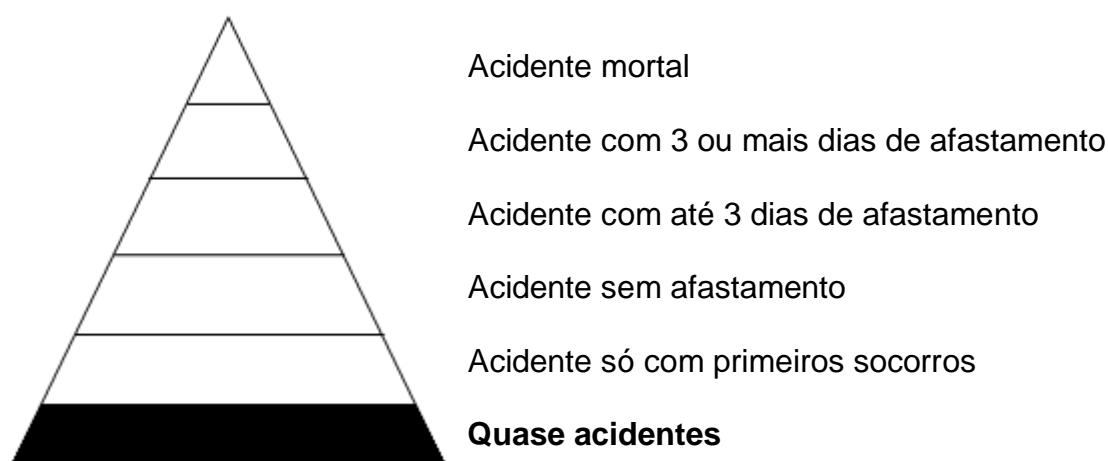 Acidente mortal
Acidente com 3 ou mais dias de afastamento
Acidente com até 3 dias de afastamento
Acidente sem afastamento
Acidente só com primeiros socorros
Quase acidentes